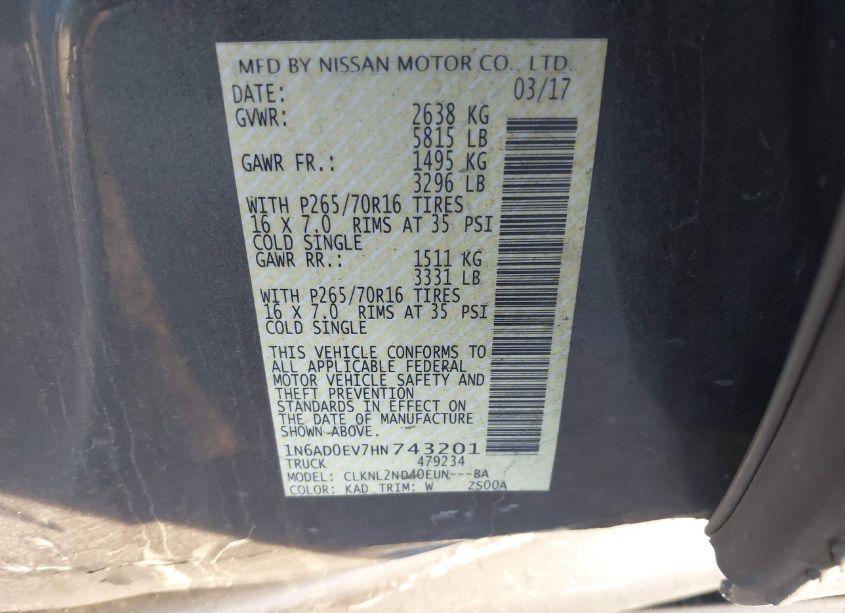 MFD BY NISSAN MOTOR CO., LTD.
DATE: 03/17
GVWR: 2638 KG
5815 LB
GAWR FR.: 1495 KG
3296 LB
WITH P265/70R16 TIRES
16 X 7.0 RIMS AT 35 PSI
COLD SINGLE
GAWR RR.: 1511 KG
3331 LB
WITH P265/70R16 TIRES
16 X 7.0 RIMS AT 35 PSI
COLD SINGLE
THIS VEHICLE CONFORMS TO
ALL APPLICABLE FEDERAL
MOTOR VEHICLE SAFETY AND
THEFT PREVENTION
STANDARDS IN EFFECT ON
THE DATE OF MANUFACTURE
SHOWN ABOVE.
1N6AD0EV7HN743201
TRUCK 479234
MODEL: CLKNL2ND40EUN---BA
COLOR: KAD TRIM: W ZS00A